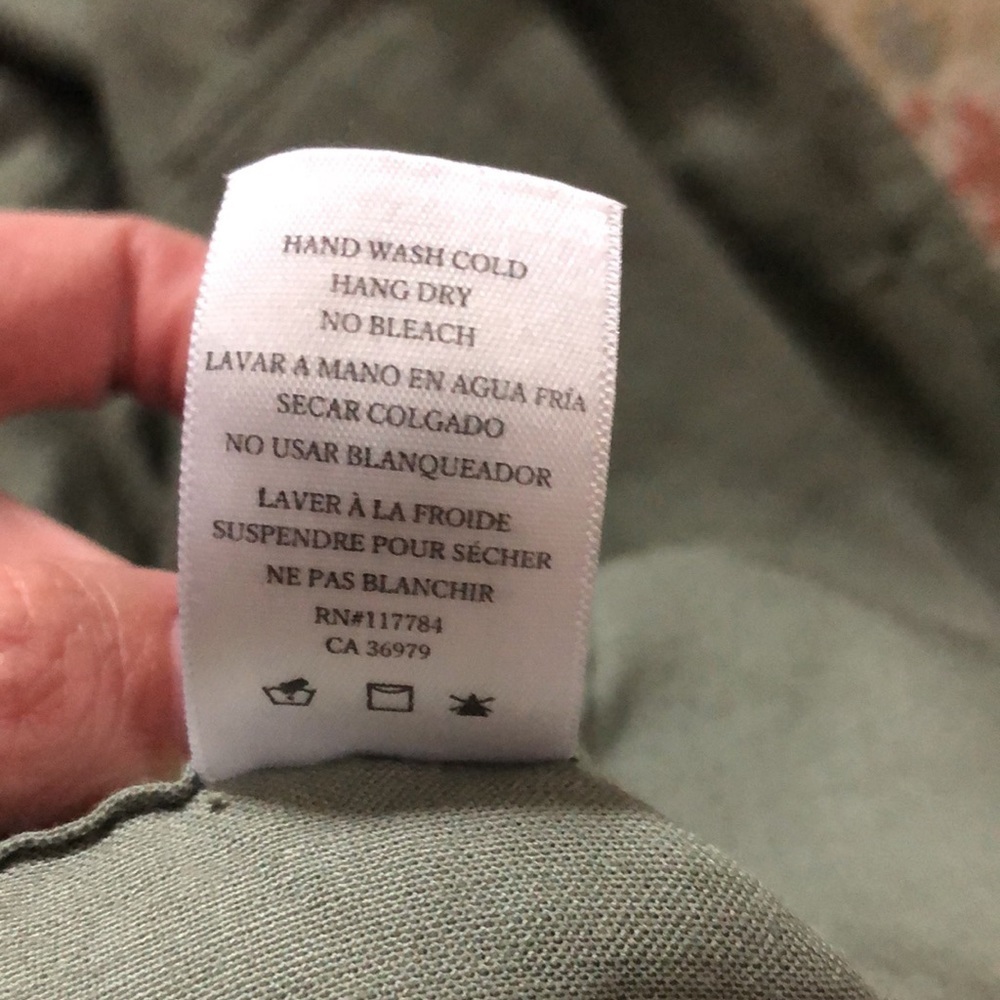 HAND WASH COLD
HANG DRY
NO BLEACH
LAVAR A MANO EN AGUA FRÍA
SECAR COLGADO
NO USAR BLANQUEADOR
LAVER À LA FROIDE
SUSPENDRE POUR SÉCHER
NE PAS BLANCHIR
RN#117784
CA 36979